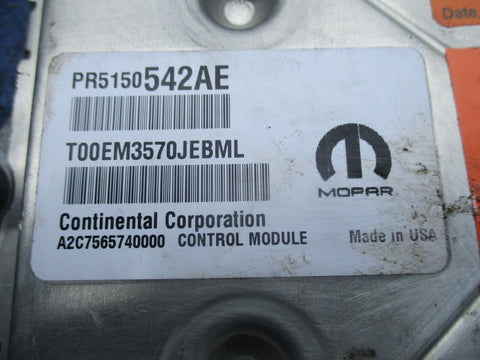 Date
PR5150542AE
T00EM3570JEBML
MOPAR
Continental Corporation
A2C7565740000 CONTROL MODULE Made in USA